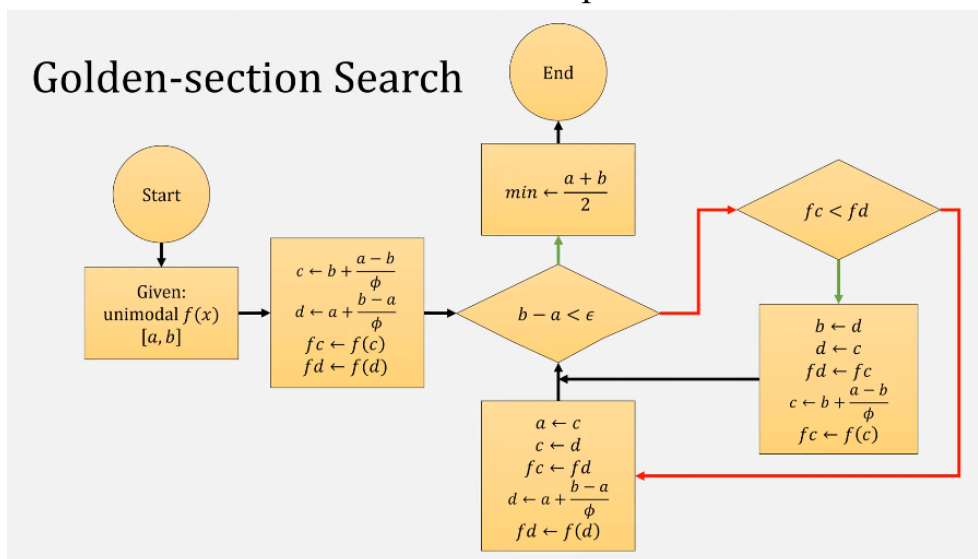 Golden-section Search
Start
Given:
unimodal f(x)
[a, b]
c ← b + (a − b)/ϕ
d ← a + (b − a)/ϕ
fc ← f(c)
fd ← f(d)
b − a < ϵ
min ← (a + b)/2
End
fc < fd
b ← d
d ← c
fd ← fc
c ← b + (a − b)/ϕ
fc ← f(c)
a ← c
c ← d
fc ← fd
d ← a + (b − a)/ϕ
fd ← f(d)